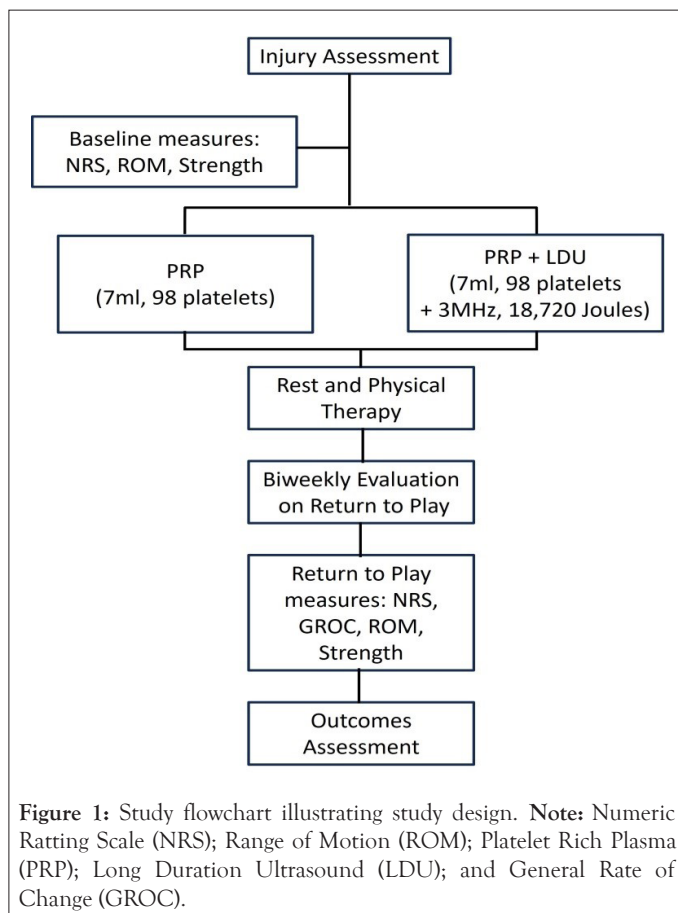 Injury Assessment
Baseline measures:
NRS, ROM, Strength
PRP
(7ml, 98 platelets)
PRP + LDU
(7ml, 98 platelets
+ 3MHz, 18,720 Joules)
Rest and Physical
Therapy
Biweekly Evaluation
on Return to Play
Return to Play
measures: NRS,
GROC, ROM,
Strength
Outcomes
Assessment
Figure 1: Study flowchart illustrating study design. Note: Numeric
Ratting Scale (NRS); Range of Motion (ROM); Platelet Rich Plasma
(PRP); Long Duration Ultrasound (LDU); and General Rate of
Change (GROC).